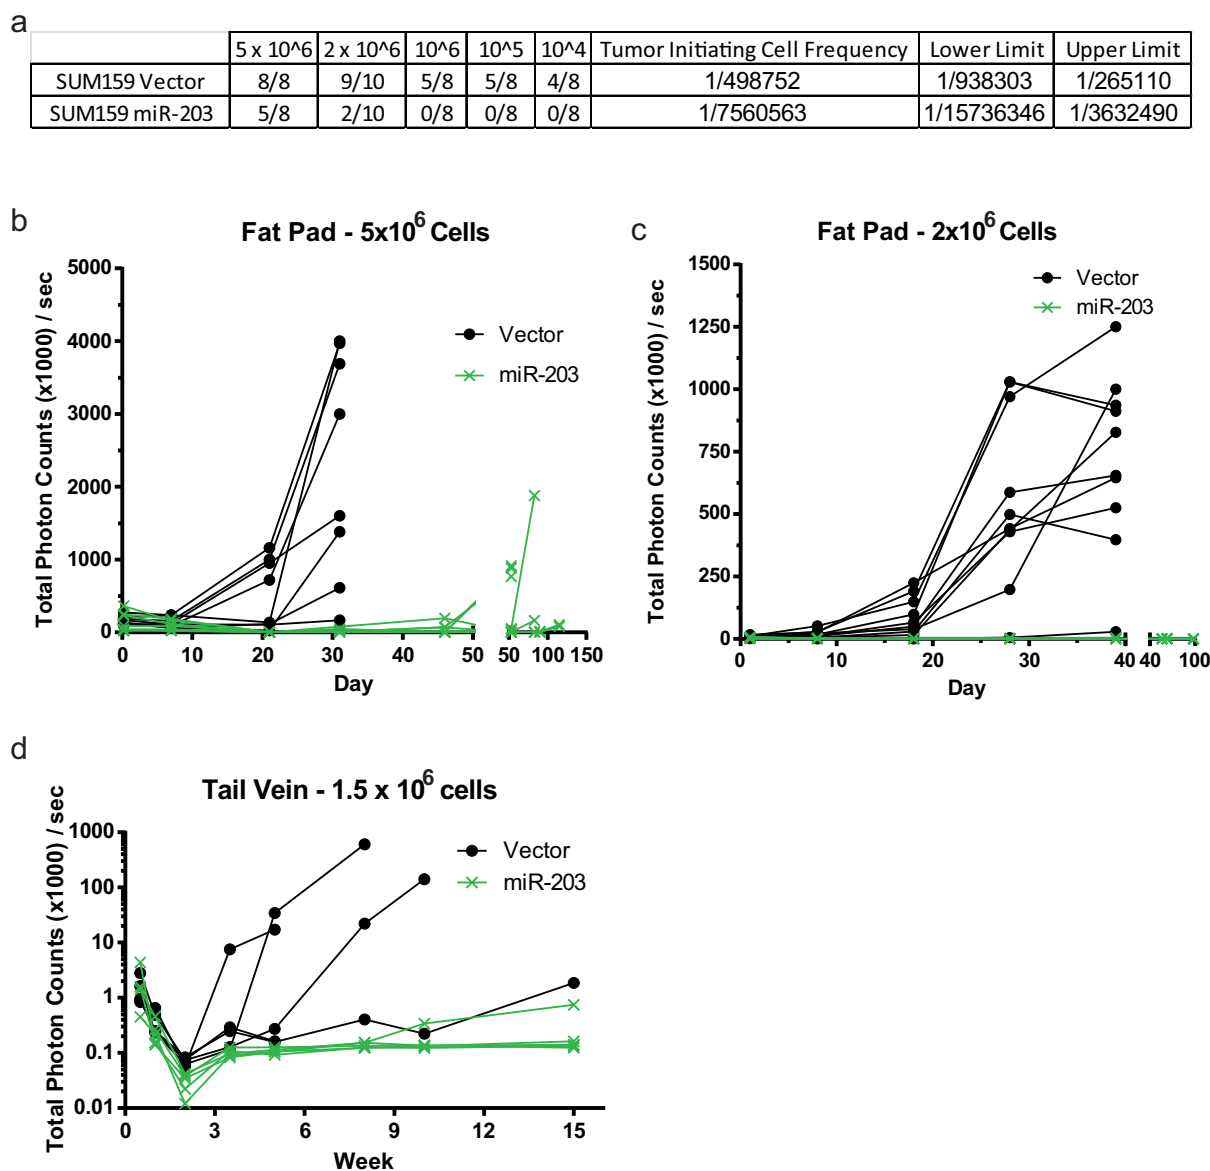 a
5 x 10^6 2 x 10^6 10^6 10^5 10^4 Tumor Initiating Cell Frequency Lower Limit Upper Limit
SUM159 Vector 8/8 9/10 5/8 5/8 4/8 1/498752 1/938303 1/265110
SUM159 miR-203 5/8 2/10 0/8 0/8 0/8 1/7560563 1/15736346 1/3632490
b
Fat Pad - 5x10^6 Cells
Total Photon Counts (x1000) / sec
5000
4000
3000
2000
1000
0
Vector
miR-203
0 10 20 30 40 50 50 100 150
Day
c
Fat Pad - 2x10^6 Cells
Total Photon Counts (x1000) / sec
1500
1250
1000
750
500
250
0
Vector
miR-203
0 10 20 30 40 40 100
Day
d
Tail Vein - 1.5 x 10^6 cells
Total Photon Counts (x1000) / sec
1000
100
10
1
0.1
0.01
Vector
miR-203
0 3 6 9 12 15
Week